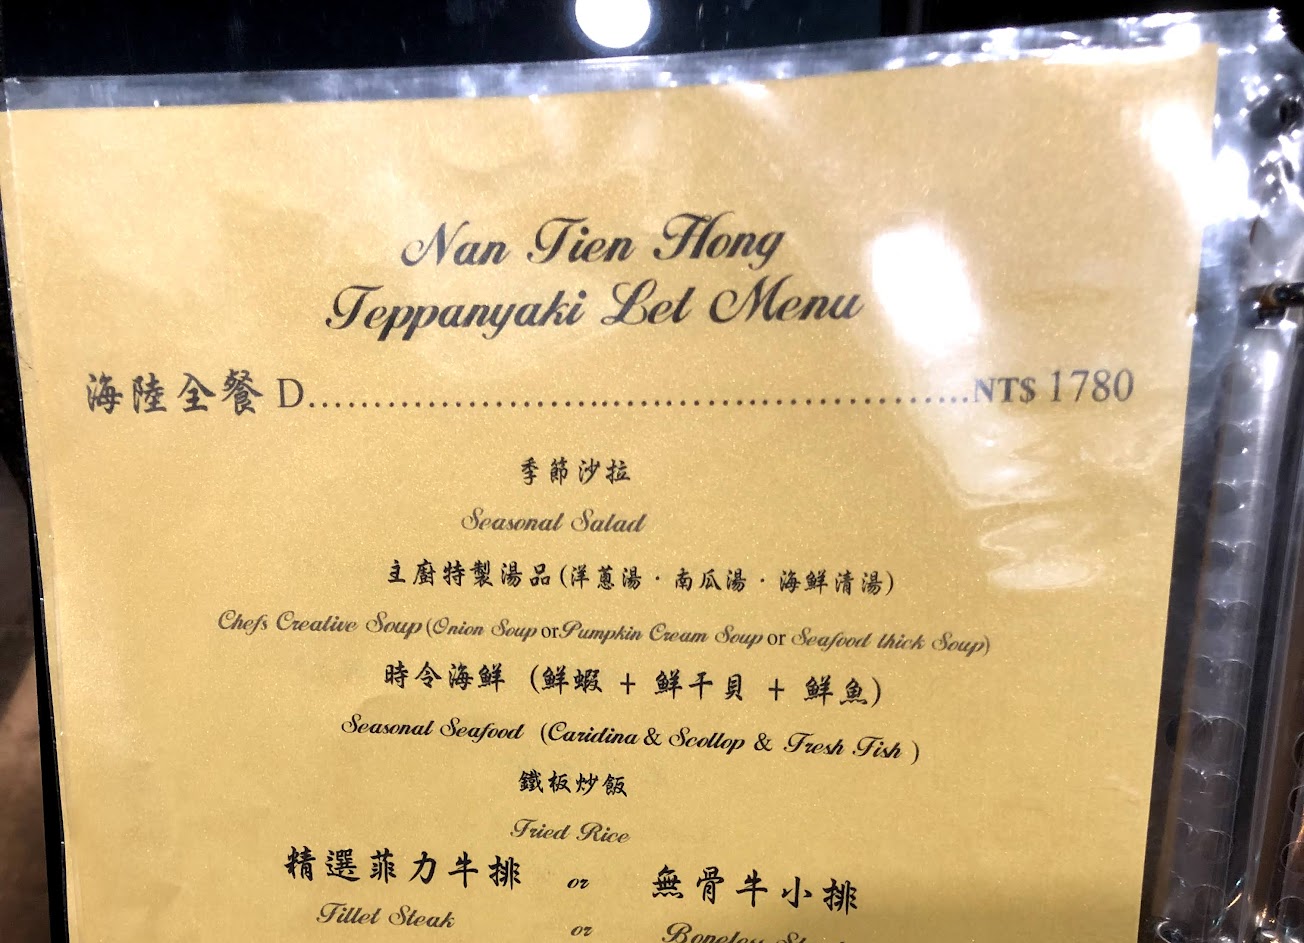 Nan Tien Hong
Teppanyaki Let Menu
海陸全餐 D........................................................NT$ 1780
季節沙拉
Seasonal Salad
主廚特製湯品(洋蔥湯‧南瓜湯‧海鮮清湯)
Chefs Creative Soup(Onion Soup or Pumpkin Cream Soup or Seafood thick Soup)
時令海鮮 (鮮蝦 + 鮮干貝 + 鮮魚)
Seasonal Seafood (Caridina & Scollop & Fresh Fish )
鐵板炒飯
Fried Rice
精選菲力牛排 or 無骨牛小排
Fillet Steak or